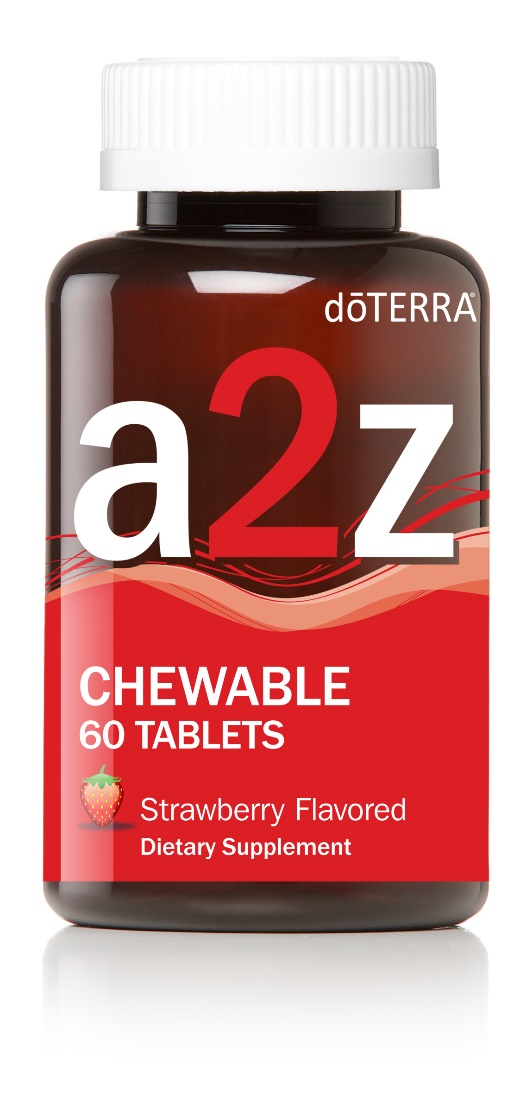 dōTERRA®
a2z
CHEWABLE
60 TABLETS
Strawberry Flavored
Dietary Supplement